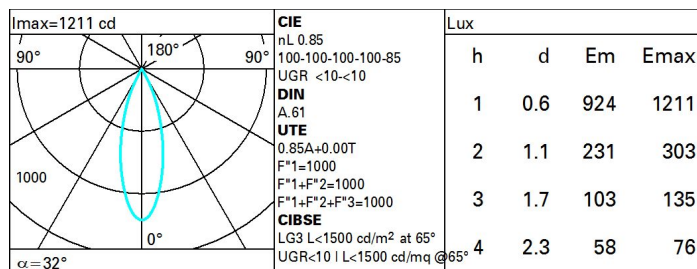 Imax=1211 cd
90° 180° 90°
1000
0°
α=32°
CIE
nL 0.85
100-100-100-100-85
UGR <10-<10
DIN
A.61
UTE
0.85A+0.00T
F"1=1000
F"1+F"2=1000
F"1+F"2+F"3=1000
CIBSE
LG3 L<1500 cd/m² at 65°
UGR<10 | L<1500 cd/mq @65°
Lux
h d Em Emax
1 0.6 924 1211
2 1.1 231 303
3 1.7 103 135
4 2.3 58 76